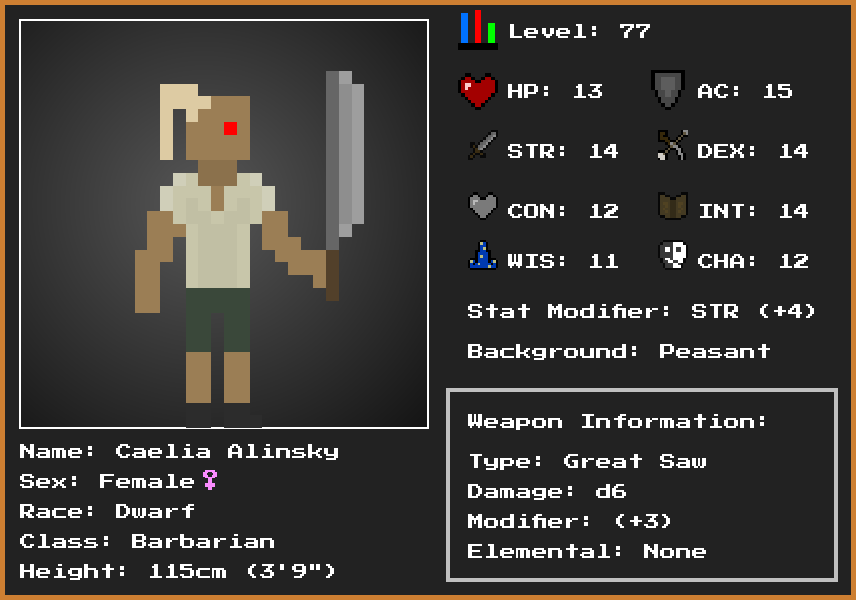 Level: 77
HP: 13 AC: 15
STR: 14 DEX: 14
CON: 12 INT: 14
WIS: 11 CHA: 12
Stat Modifier: STR (+4)
Background: Peasant
Weapon Information:
Type: Great Saw
Damage: d6
Modifier: (+3)
Elemental: None
Name: Caelia Alinsky
Sex: Female♀
Race: Dwarf
Class: Barbarian
Height: 115cm (3'9")